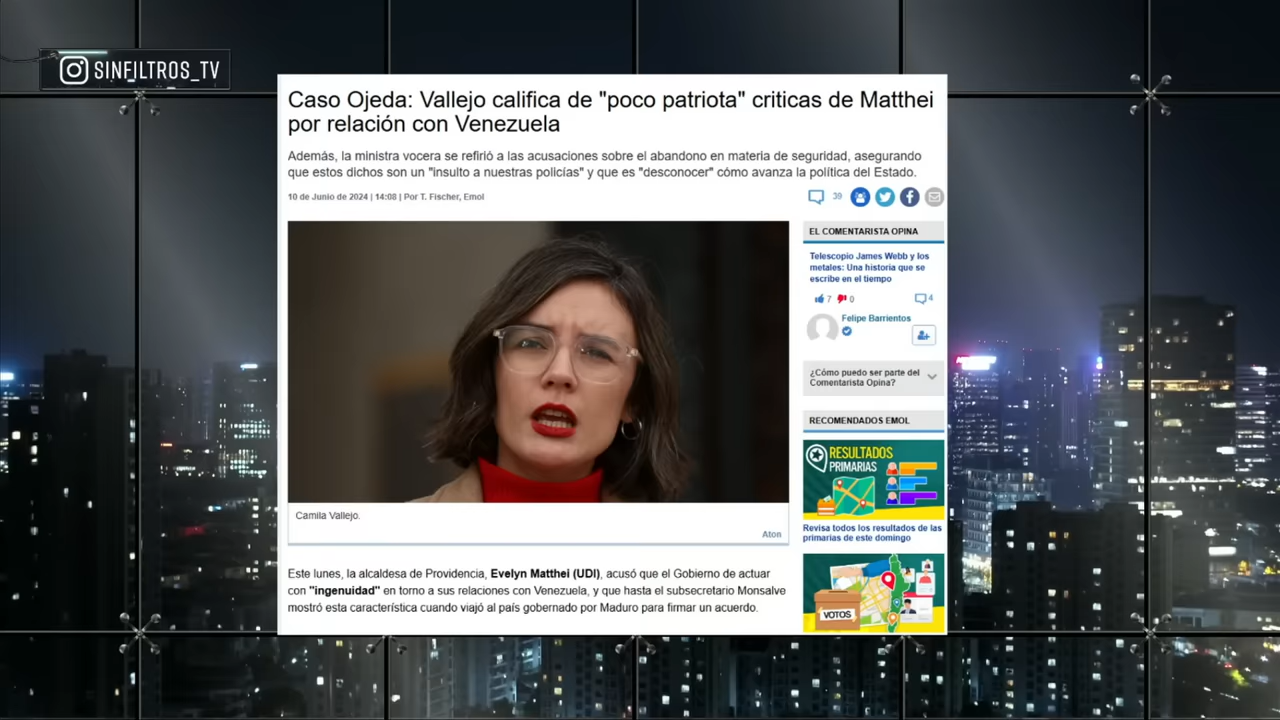 SINFILTROS_TV
Caso Ojeda: Vallejo califica de "poco patriota" criticas de Matthei
por relación con Venezuela
Además, la ministra vocera se refirió a las acusaciones sobre el abandono en materia de seguridad, asegurando
que estos dichos son un "insulto a nuestras policías" y que es "desconocer" cómo avanza la política del Estado.
10 de Junio de 2024 | 14:08 | Por T. Fischer, Emol
39
Camila Vallejo.
Aton
Este lunes, la alcaldesa de Providencia, Evelyn Matthei (UDI), acusó que el Gobierno de actuar
con "ingenuidad" en torno a sus relaciones con Venezuela, y que hasta el subsecretario Monsalve
mostró esta característica cuando viajó al país gobernado por Maduro para firmar un acuerdo.
EL COMENTARISTA OPINA
Telescopio James Webb y los
metales: Una historia que se
escribe en el tiempo
7 0 4
Felipe Barrientos
¿Cómo puedo ser parte del
Comentarista Opina?
RECOMENDADOS EMOL
RESULTADOS
PRIMARIAS
Revisa todos los resultados de las
primarias de este domingo
VOTOS